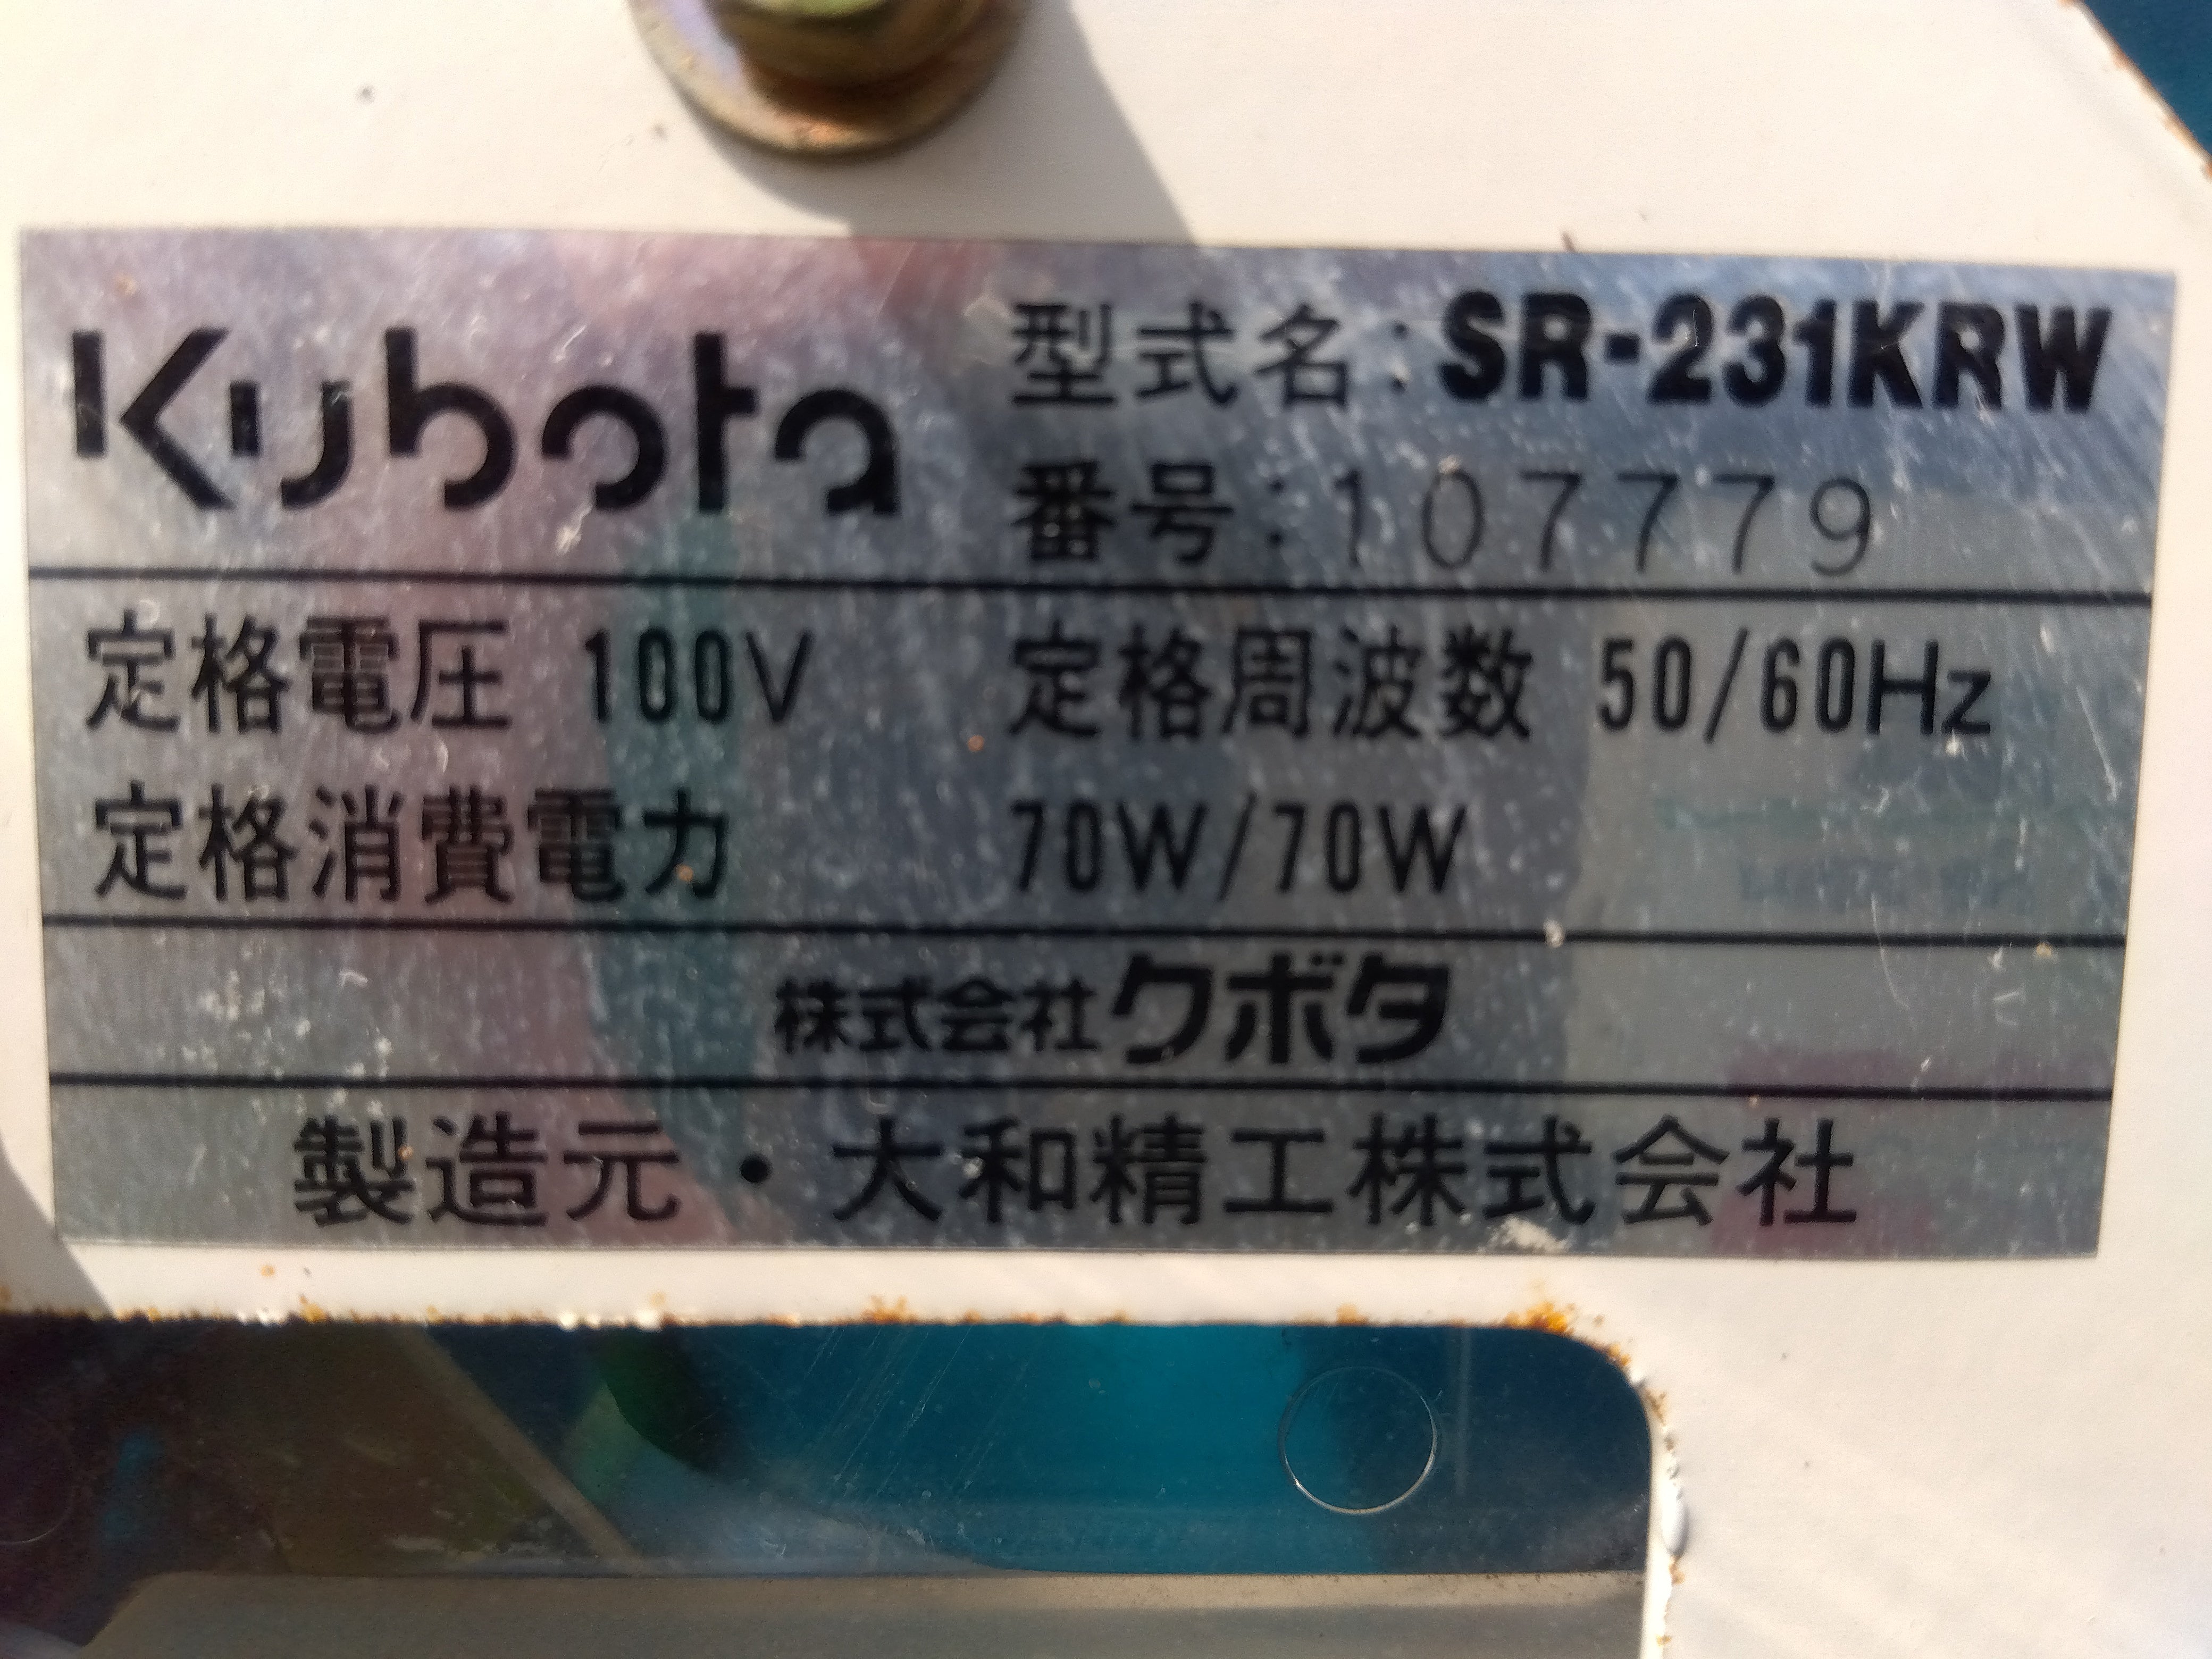 Kubota 型式名:SR-231KRW
番号:107779
定格電圧 100V 定格周波数 50/60Hz
定格消費電力 70W/70W
株式会社クボタ
製造元・大和精工株式会社